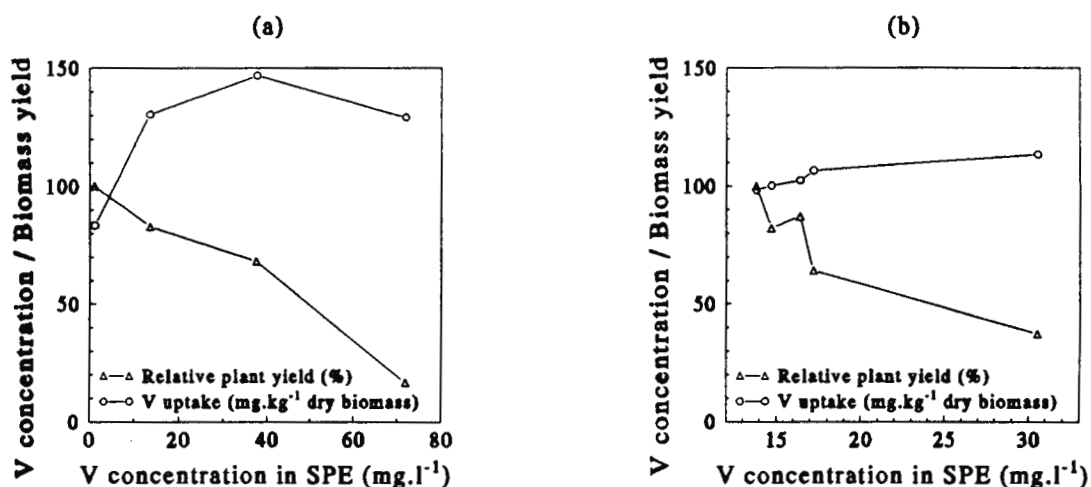 (a)
V concentration / Biomass yield
150
100
50
0
0 20 40 60 80
V concentration in SPE (mg.l⁻¹)
Relative plant yield (%)
V uptake (mg.kg⁻¹ dry biomass)
(b)
V concentration / Biomass yield
150
100
50
0
15 20 25 30
V concentration in SPE (mg.l⁻¹)
Relative plant yield (%)
V uptake (mg.kg⁻¹ dry biomass)